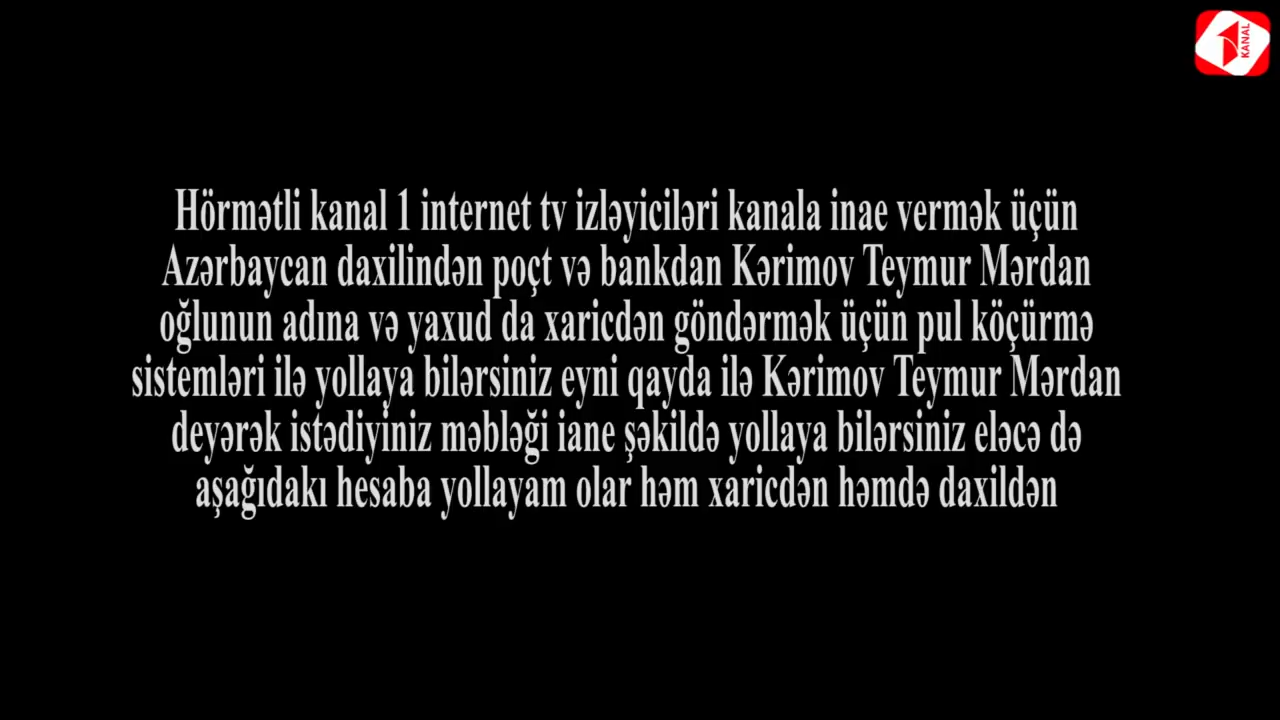 KANAL
Hörmətli kanal 1 internet tv izləyiciləri kanala inae vermək üçün
Azərbaycan daxilindən poçt və bankdan Kərimov Teymur Mərdan
oğlunun adına və yaxud da xaricdən göndərmək üçün pul köçürmə
sistemləri ilə yollaya bilərsiniz eyni qayda ilə Kərimov Teymur Mərdan
deyərək istədiyiniz məbləği iane şəkildə yollaya bilərsiniz eləcə də
aşağıdakı hesaba yollayam olar həm xaricdən həmdə daxildən